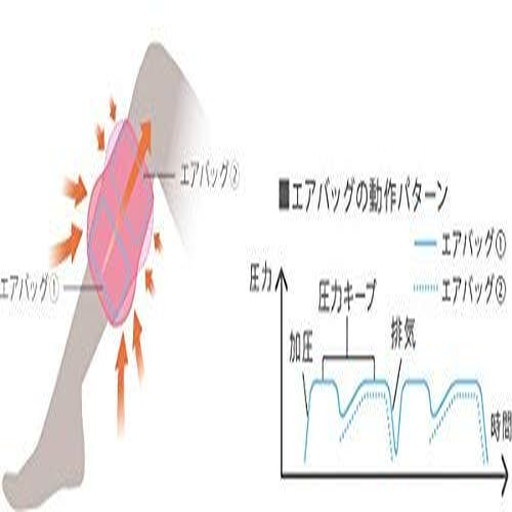 エアバッグ②
エアバッグ①
■エアバッグの動作パターン
エアバッグ①
エアバッグ②
圧力
圧力キープ
加圧
排気
時間